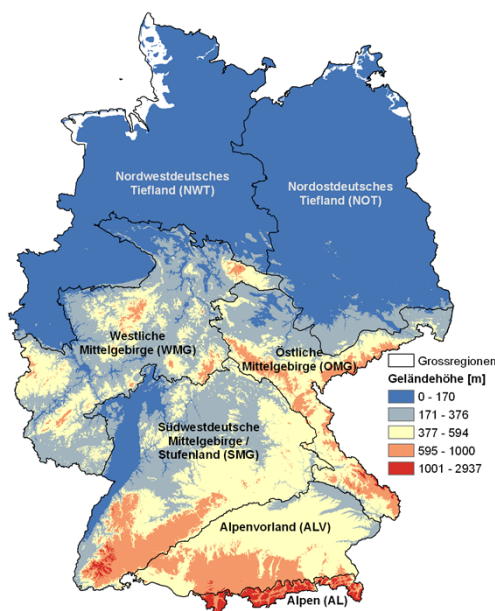 Nordwestdeutsches
Tiefland (NWT)
Nordostdeutsches
Tiefland (NOT)
Westliche
Mittelgebirge (WMG)
Östliche
Mittelgebirge (OMG)
Südwestdeutsche
Mittelgebirge /
Stufenland (SMG)
Alpenvorland (ALV)
Alpen (AL)
Grossregionen
Geländehöhe [m]
0 - 170
171 - 376
377 - 594
595 - 1000
1001 - 2937